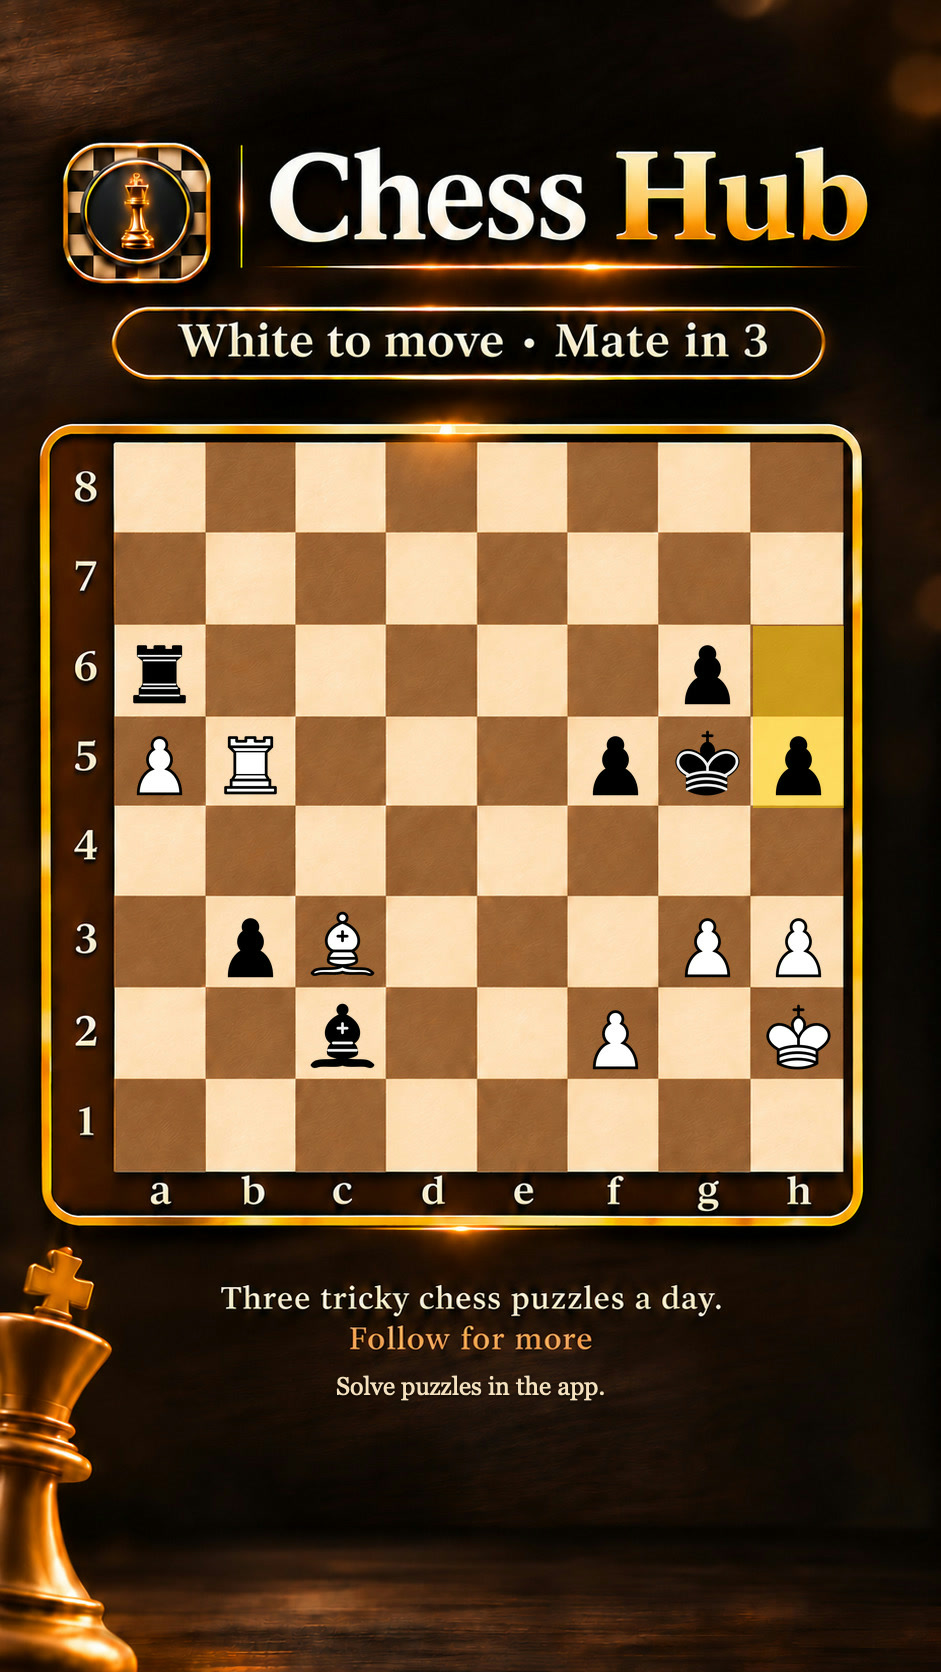 Chess Hub
White to move • Mate in 3
8
7
6
5
4
3
2
1
a b c d e f g h
Three tricky chess puzzles a day.
Follow for more
Solve puzzles in the app.